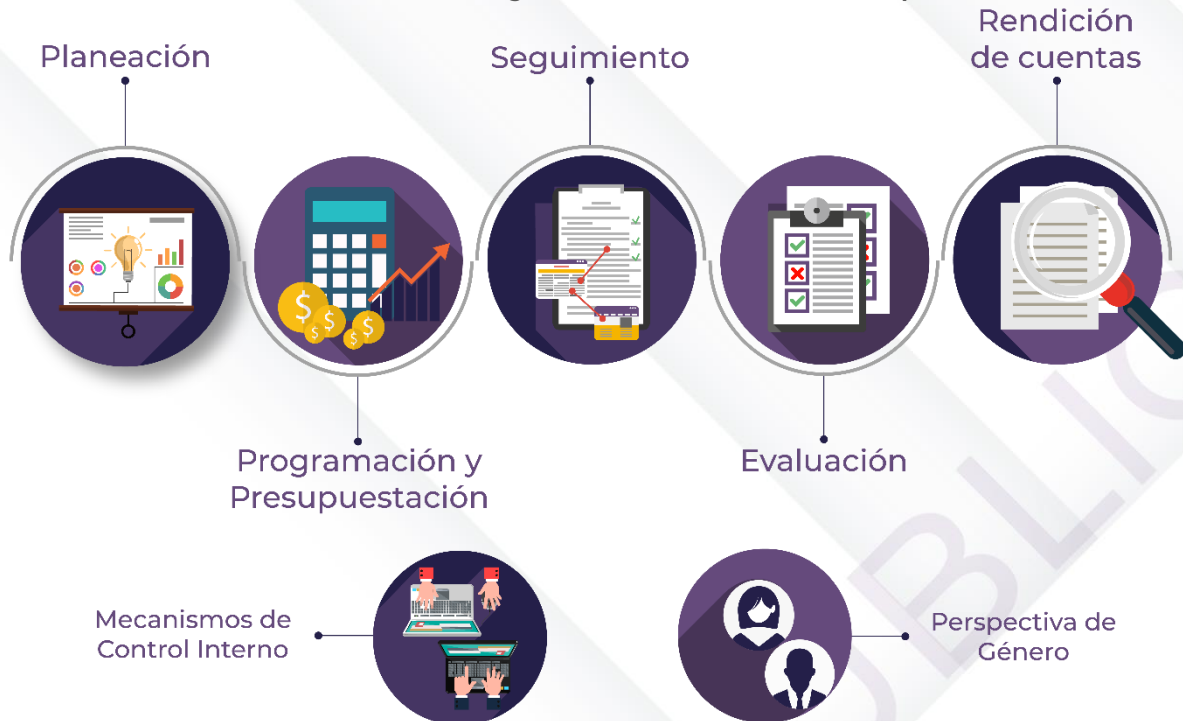 Planeación
Seguimiento
Rendición
de cuentas
Programación y
Presupuestación
Evaluación
Mecanismos de
Control Interno
Perspectiva de
Género